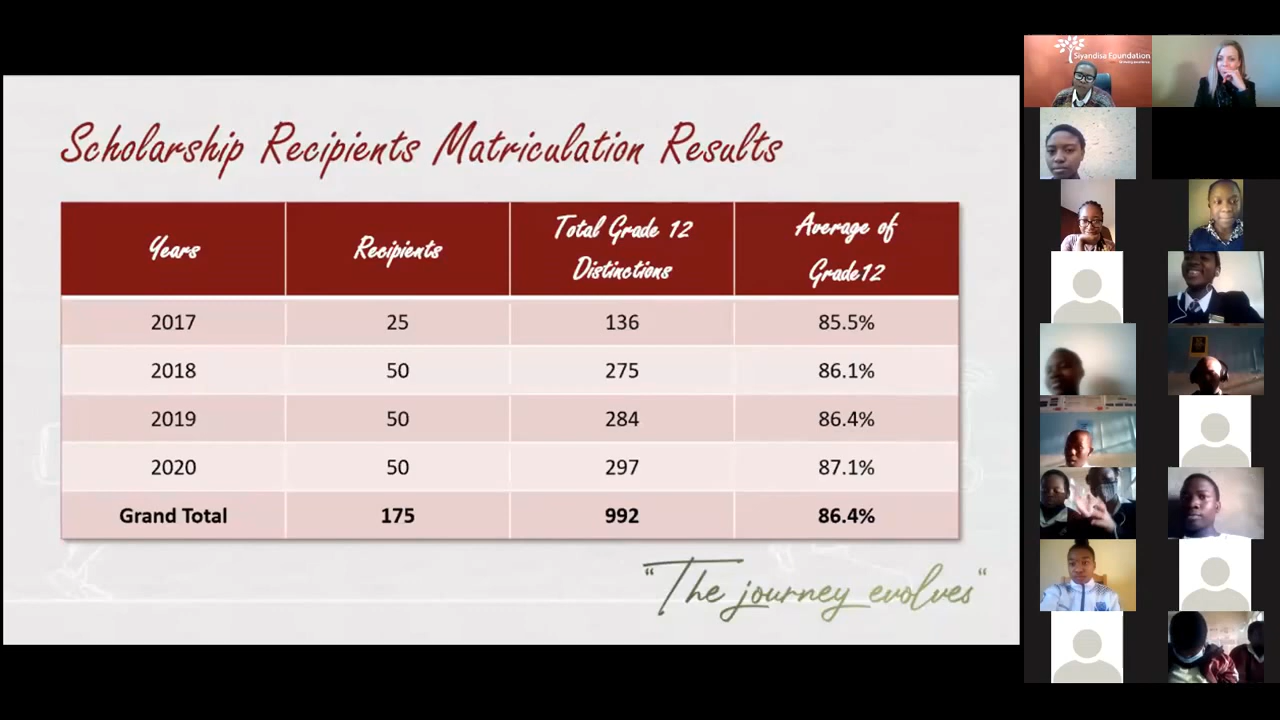 Scholarship Recipients Matriculation Results
Years Recipients Total Grade 12 Distinctions Average of Grade12
2017 25 136 85.5%
2018 50 275 86.1%
2019 50 284 86.4%
2020 50 297 87.1%
Grand Total 175 992 86.4%
"The journey evolves"
Siyandisa Foundation